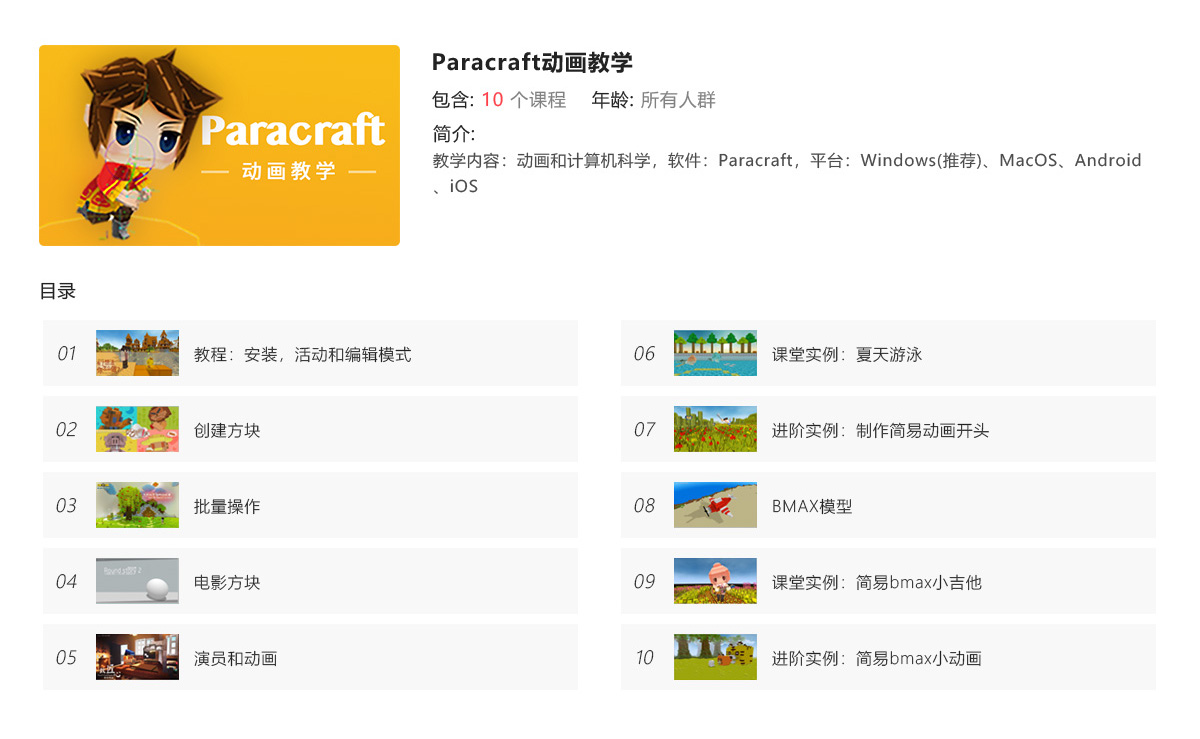 Paracraft
动画教学
Paracraft动画教学
包含: 10 个课程 年龄: 所有人群
简介:
教学内容：动画和计算机科学，软件：Paracraft，平台：Windows(推荐)、MacOS、Android
、iOS
目录
01 教程：安装，活动和编辑模式
02 创建方块
03 批量操作
04 电影方块
05 演员和动画
06 课堂实例：夏天游泳
07 进阶实例：制作简易动画开头
08 BMAX模型
09 课堂实例：简易bmax小吉他
10 进阶实例：简易bmax小动画